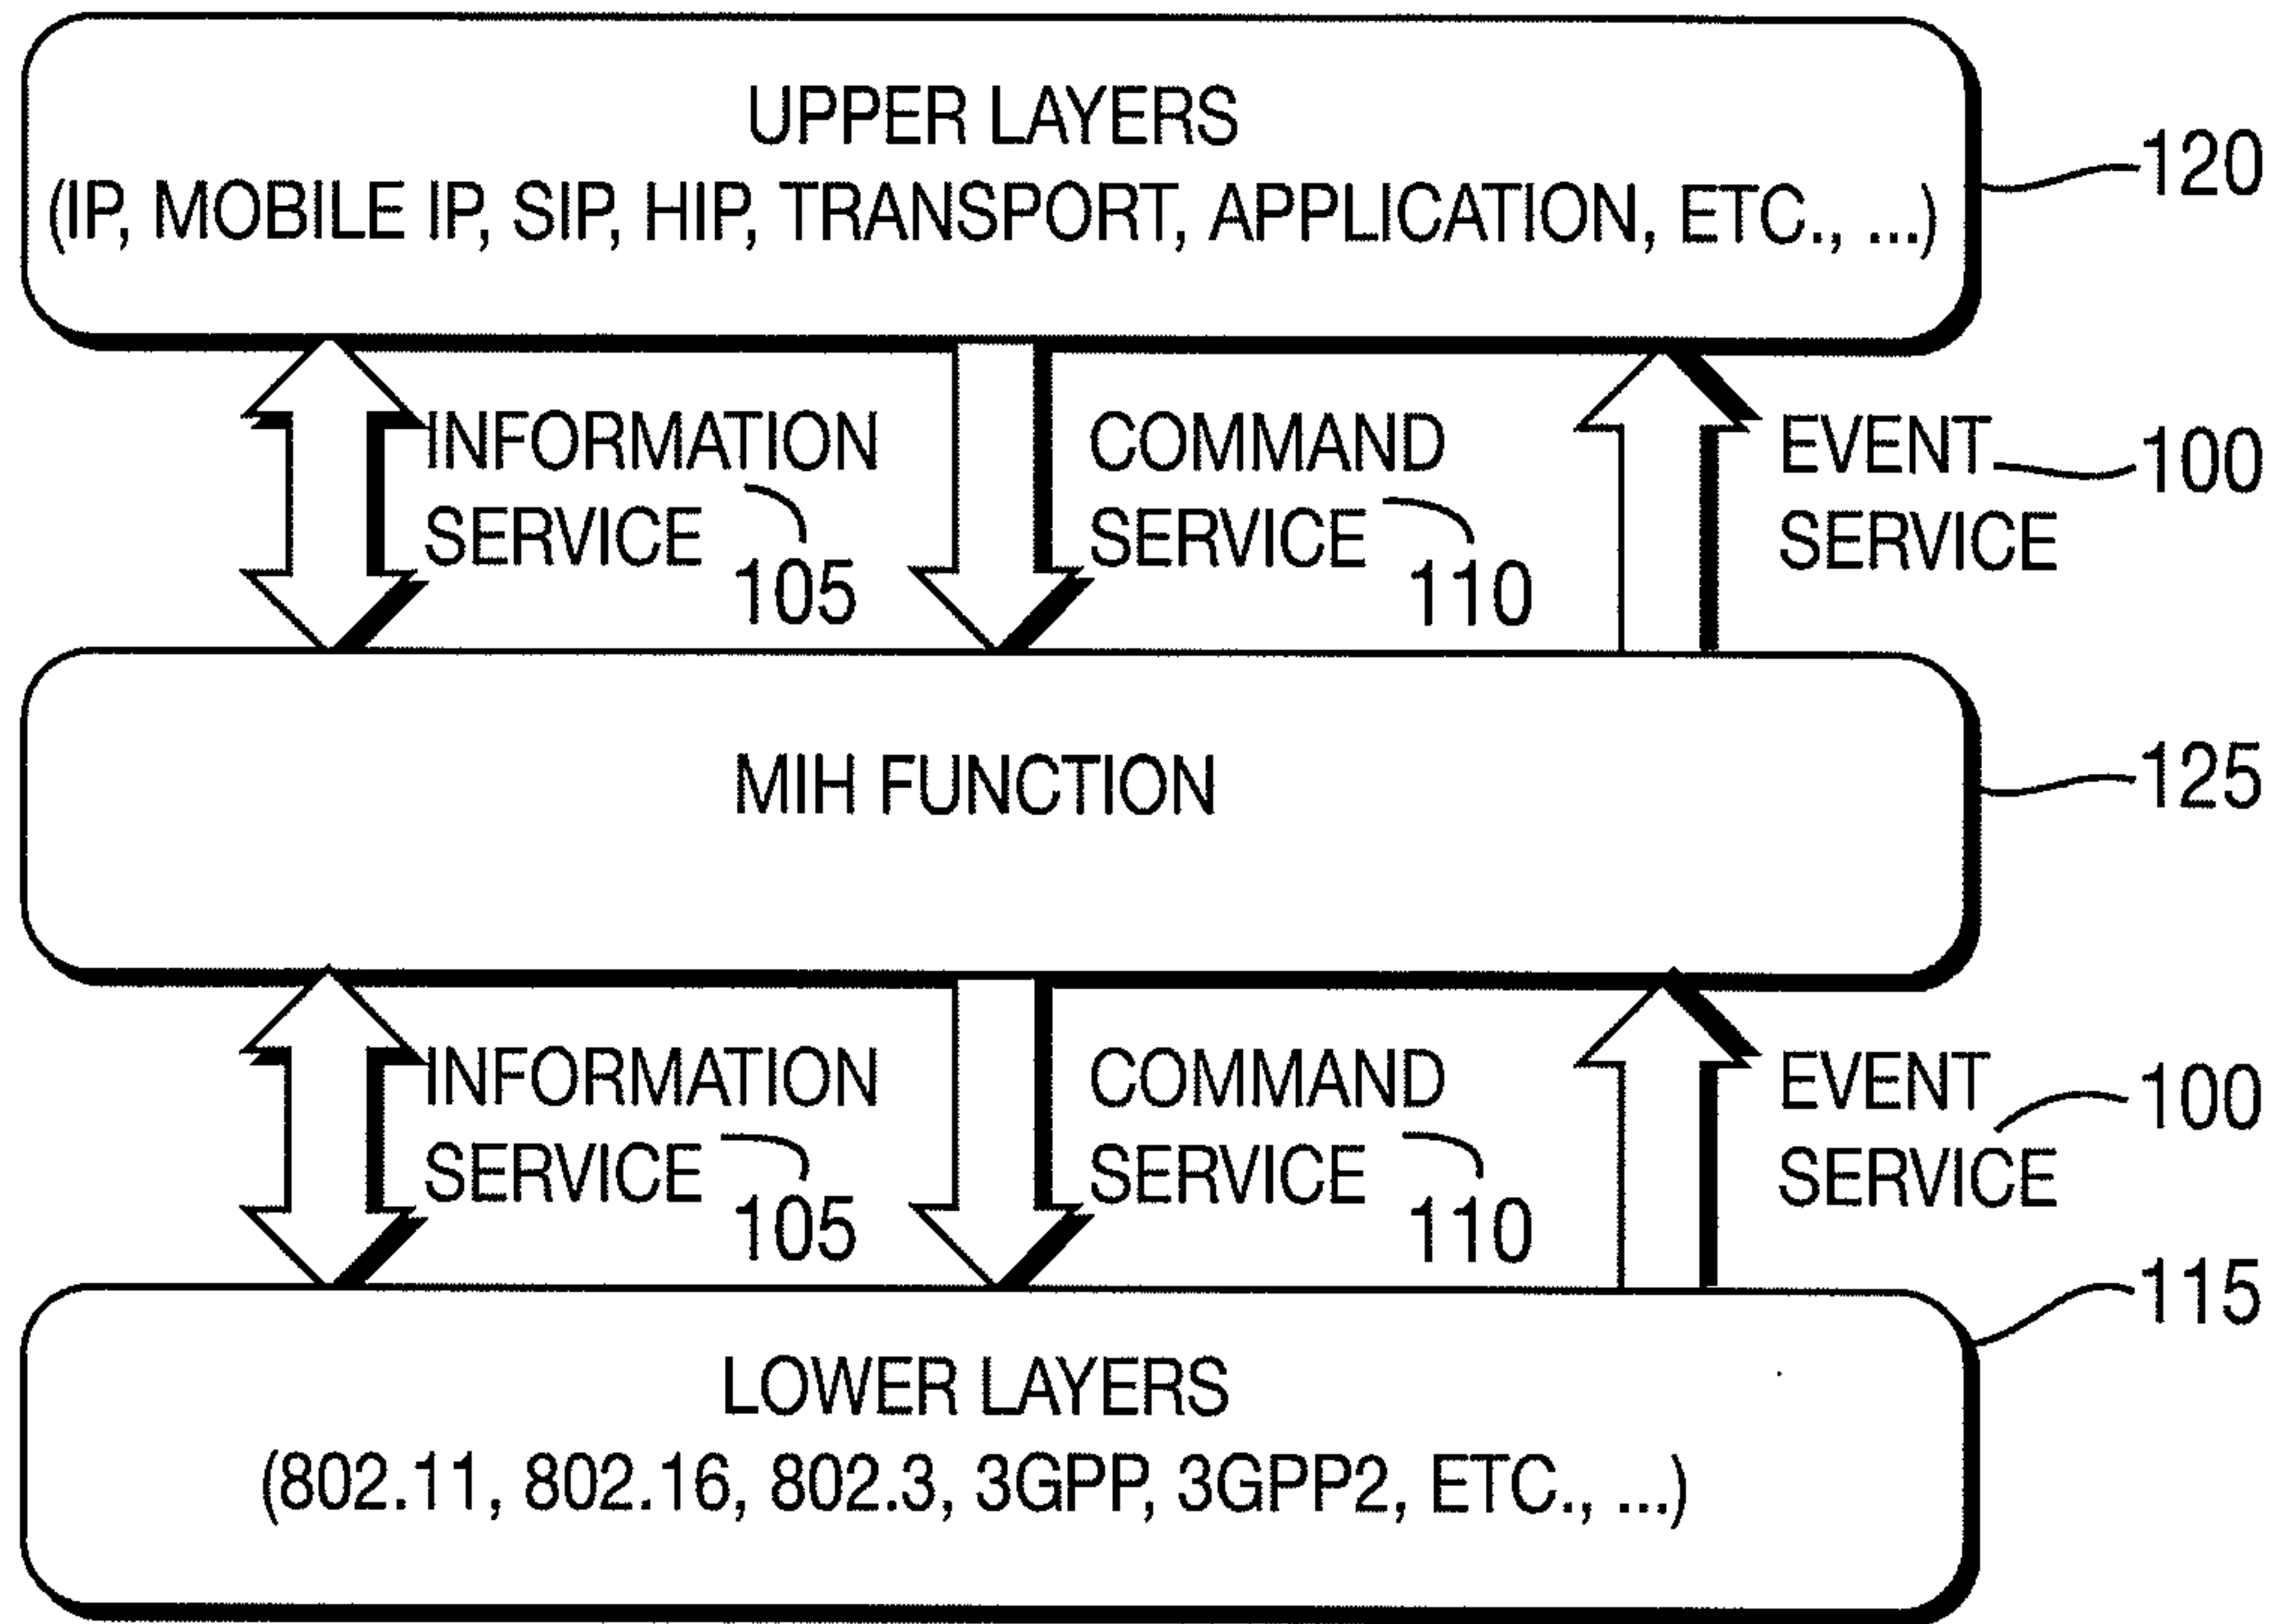 UPPER LAYERS
(IP, MOBILE IP, SIP, HIP, TRANSPORT, APPLICATION, ETC., ...)
120
INFORMATION
SERVICE
105
COMMAND
SERVICE
110
EVENT
SERVICE
100
MIH FUNCTION
125
INFORMATION
SERVICE
105
COMMAND
SERVICE
110
EVENT
SERVICE
100
115
LOWER LAYERS
(802.11, 802.16, 802.3, 3GPP, 3GPP2, ETC., ...)